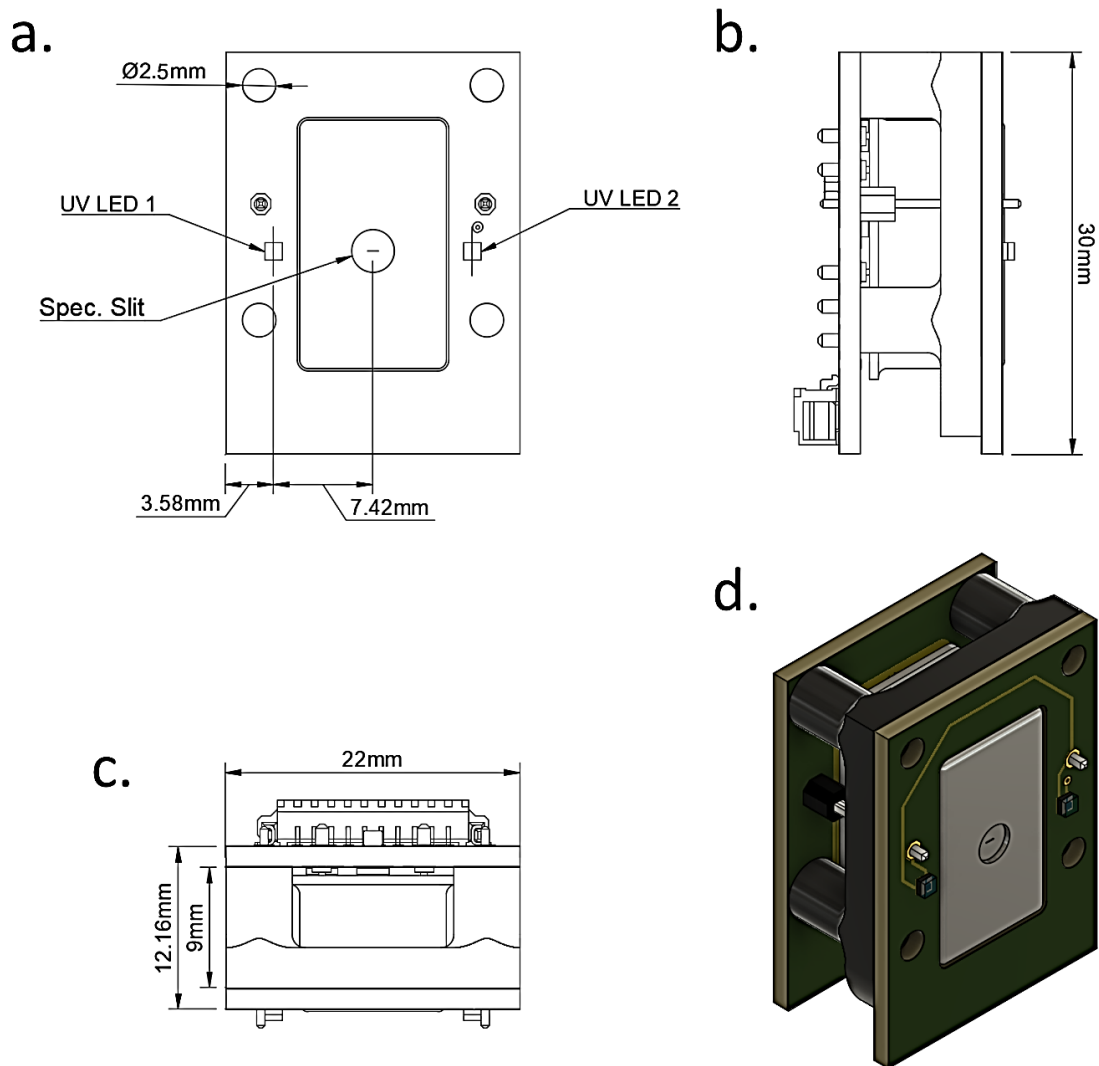 a.
b.
Ø2.5mm
UV LED 1
UV LED 2
30mm
Spec. Slit
3.58mm
7.42mm
c.
d.
22mm
12.16mm
9mm